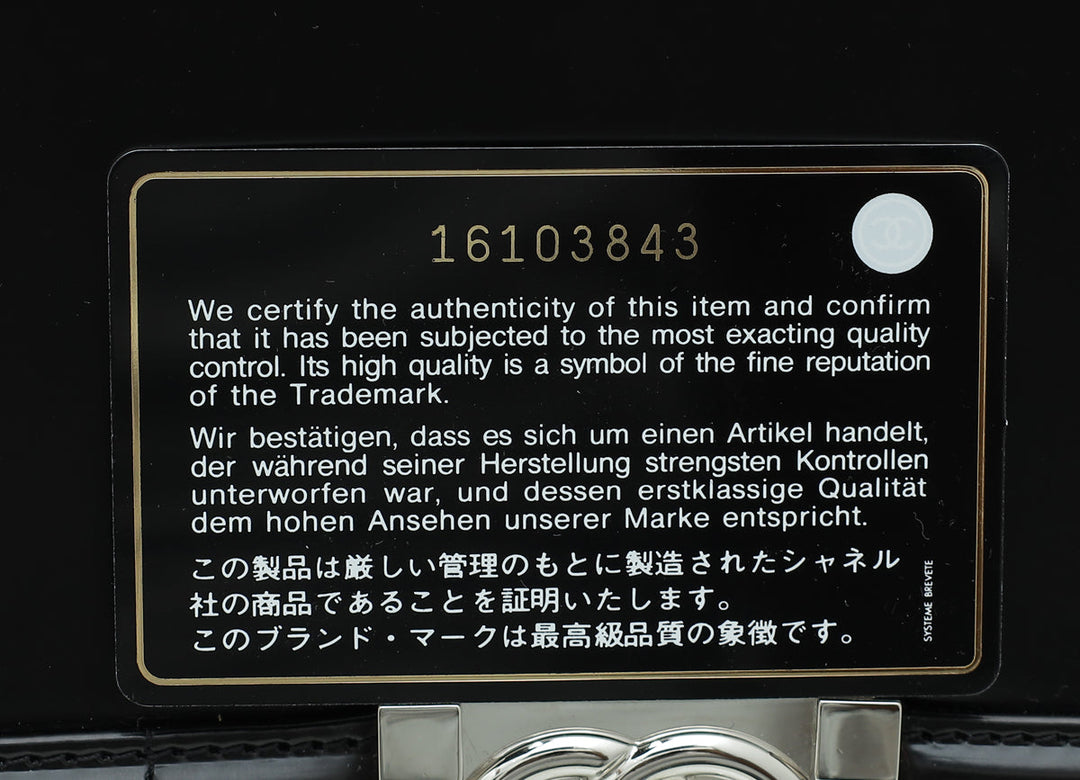 16103843
We certify the authenticity of this item and confirm
that it has been subjected to the most exacting quality
control. Its high quality is a symbol of the fine reputation
of the Trademark.
Wir bestätigen, dass es sich um einen Artikel handelt,
der während seiner Herstellung strengsten Kontrollen
unterworfen war, und dessen erstklassige Qualität
dem hohen Ansehen unserer Marke entspricht.
この製品は厳しい管理のもとに製造されたシャネル
社の商品であることを証明いたします。
このブランド・マークは最高級品質の象徴です。
SYSTEME BREVETE